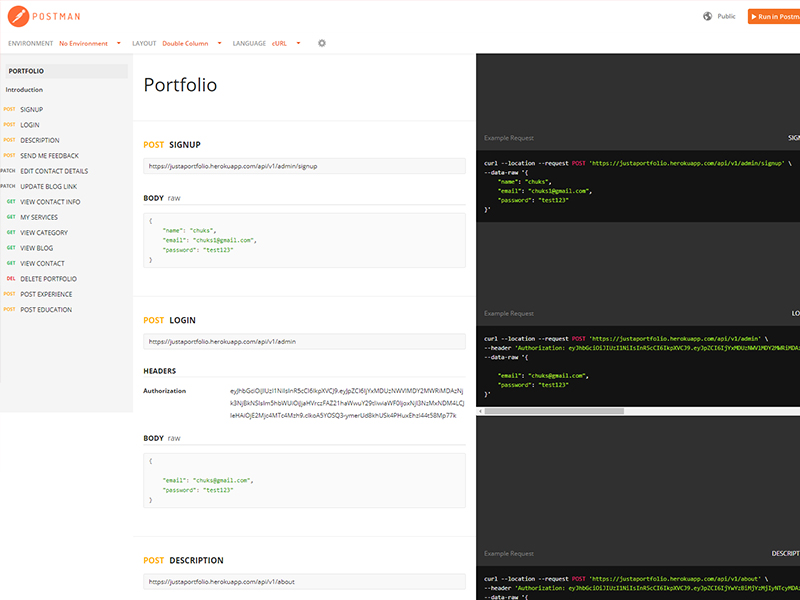 POSTMAN
Public
Run in Postma
ENVIRONMENT No Environment LAYOUT Double Column LANGUAGE cURL
PORTFOLIO
Introduction
POST SIGNUP
POST LOGIN
POST DESCRIPTION
POST SEND ME FEEDBACK
PATCH EDIT CONTACT DETAILS
PATCH UPDATE BLOG LINK
GET VIEW CONTACT INFO
GET MY SERVICES
GET VIEW CATEGORY
GET VIEW BLOG
GET VIEW CONTACT
DEL DELETE PORTFOLIO
POST POST EXPERIENCE
POST POST EDUCATION
Portfolio
POST SIGNUP
https://justaportfolio.herokuapp.com/api/v1/admin/signup
BODY raw
{
"name": "chuks",
"email": "chuks1@gmail.com",
"password": "test123"
}
Example Request SIGN
curl --location --request POST 'https://justaportfolio.herokuapp.com/api/v1/admin/signup' \
--data-raw '{
"name": "chuks",
"email": "chuks1@gmail.com",
"password": "test123"
}'
POST LOGIN
https://justaportfolio.herokuapp.com/api/v1/admin
HEADERS
Authorization
BODY raw
{
"email": "chuks@gmail.com",
"password": "test123"
}
Example Request LO
curl --location --request POST 'https://justaportfolio.herokuapp.com/api/v1/admin' \
--header 'Authorization:
--data-raw '{
"email": "chuks@gmail.com",
"password": "test123"
}'
POST DESCRIPTION
https://justaportfolio.herokuapp.com/api/v1/about
Example Request DESCRIPT
curl --location --request POST 'https://justaportfolio.herokuapp.com/api/v1/about' \
--header 'Authorization:
--data-raw '{